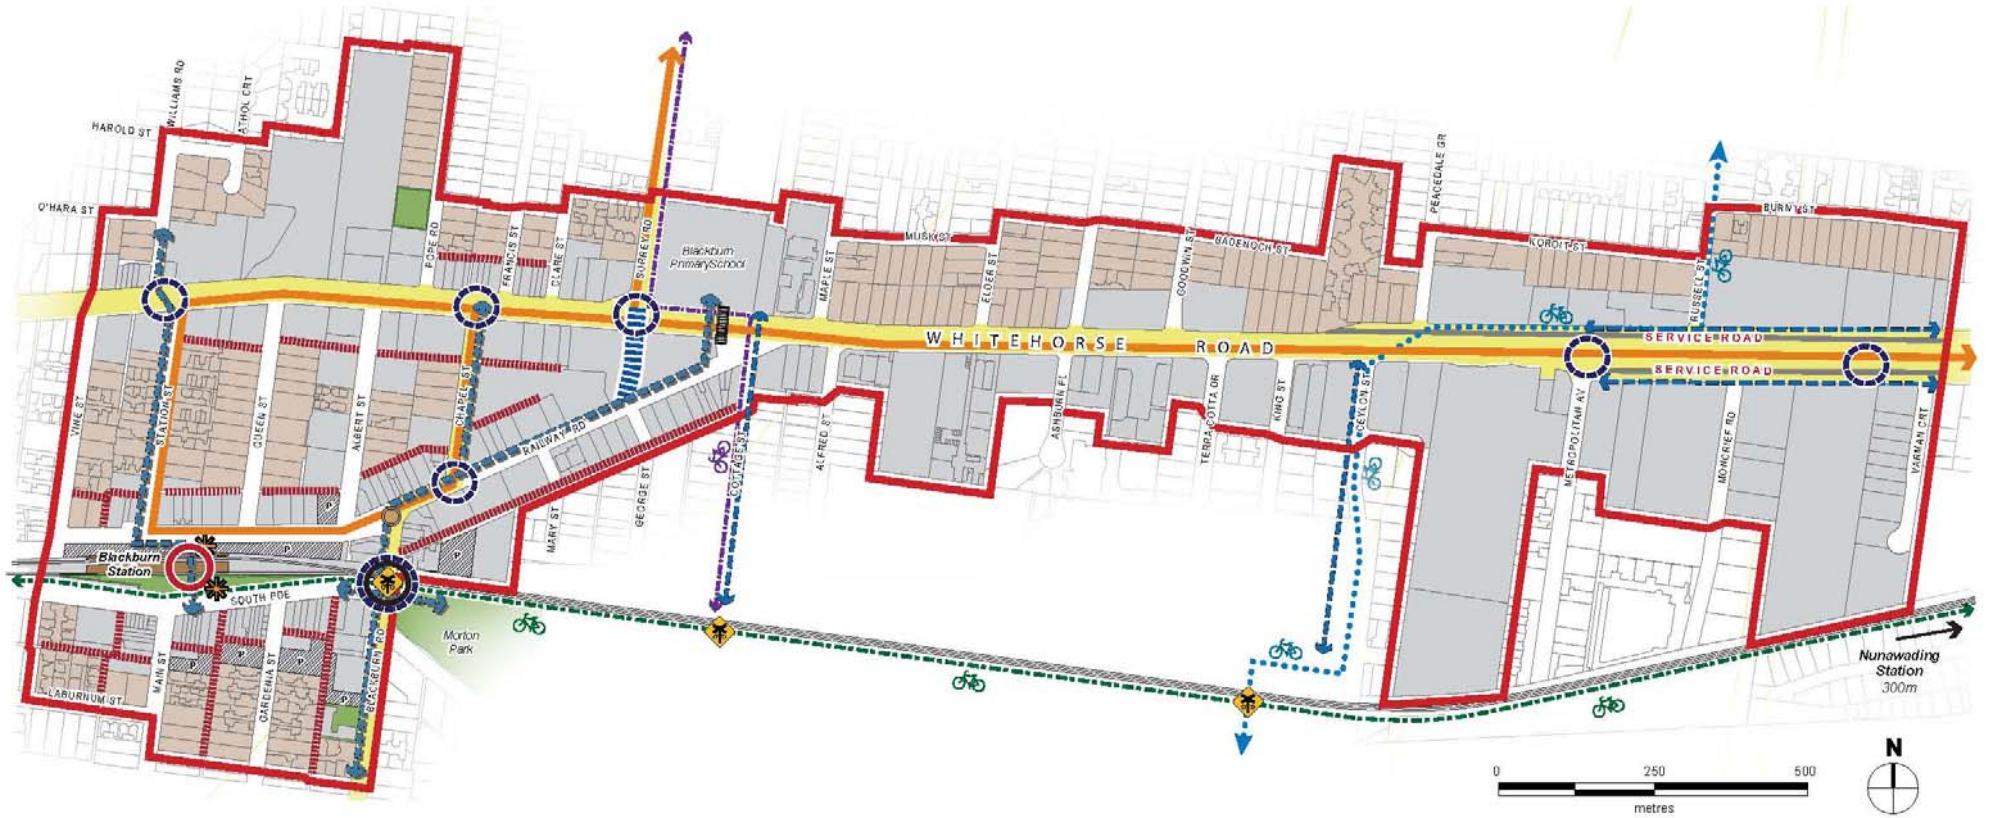 WILLIAMS RD
ATHOL CRT
HAROLD ST
PEACEDALE GR
O'HARA ST
POPE RD
FRANCIS ST
CLARE ST
SURREY RD
Blackburn
Primary School
MAPLE ST
MUSK ST
ELDER ST
GOODWIN ST
BADENOCH ST
KOROIT ST
RUSSELL ST
BURNT ST
WHITEHORSE ROAD
SERVICE ROAD
SERVICE ROAD
VINE ST
STATION ST
QUEEN ST
ALBERT ST
CHAPEL ST
RAILWAY RD
MARY ST
GEORGE ST
COTTAGE ST
ALFRED ST
ASHBURN PL
TERRA COTTA DR
KING ST
CEYLON ST
METROPOLITAN AV
MONCRIEF RD
VARMAN CRT
P
P
P
Blackburn
Station
SOUTH PDE
Morton
Park
P
P
P
P
LABURNUM ST
MAIN ST
GARDENIA ST
BLACKBURN RD
Nunawading
Station
300m
N
0 250 500
metres